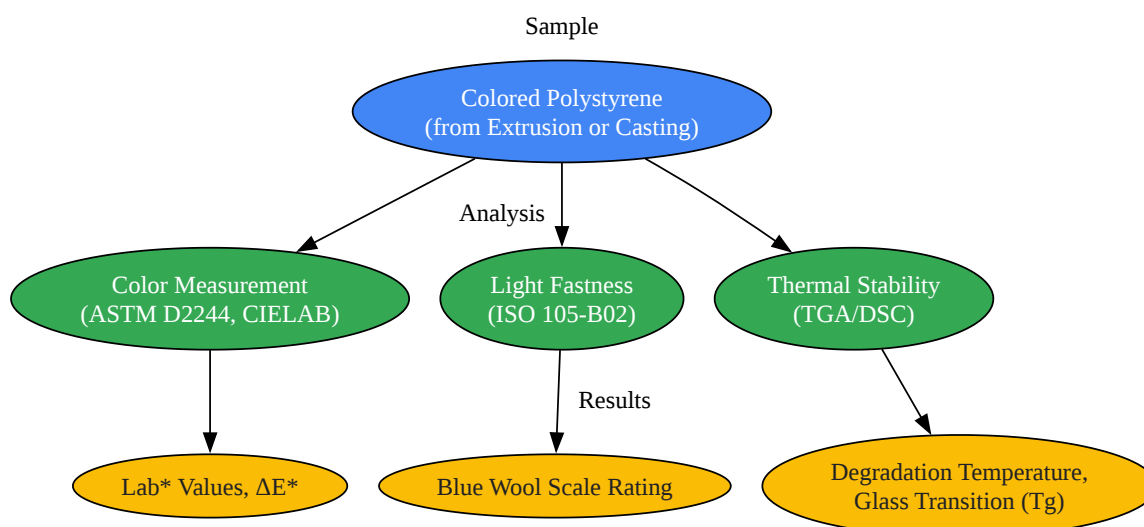 Sample
Colored Polystyrene
(from Extrusion or Casting)
Analysis
Color Measurement
(ASTM D2244, CIELAB)
Light Fastness
(ISO 105-B02)
Thermal Stability
(TGA/DSC)
Results
Lab* Values, ΔE*
Blue Wool Scale Rating
Degradation Temperature,
Glass Transition (Tg)